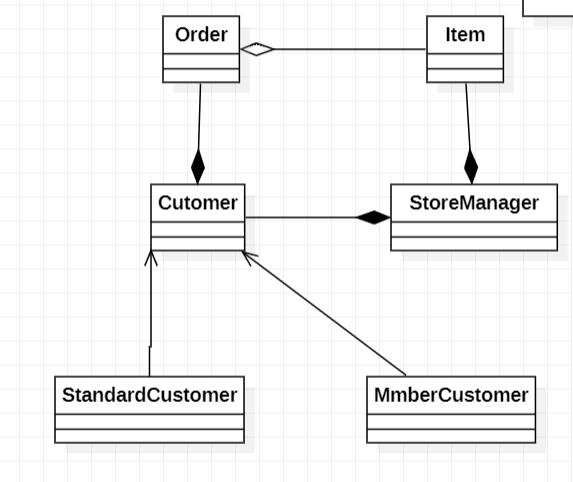 Order
Item
Cutomer
StoreManager
StandardCustomer
MmberCustomer